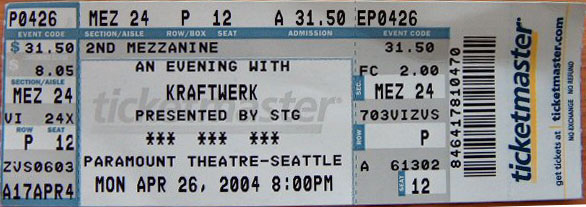 P0426 MEZ 24 P 12 A 31.50 EP0426
EVENT CODE SECTION/AISLE ROW/BOX SEAT ADMISSION EVENT CODE
$ 31.50 2ND MEZZANINE 31.50
8.05 AN EVENING WITH FC 2.00
SECTION/AISLE
MEZ 24 KRAFTWERK MEZ 24
ticketmaster
VI 24X PRESENTED BY STG 703VIZVS
ROW SEAT
P 12 *** *** *** P
ZVS0603 PARAMOUNT THEATRE-SEATTLE A 61302
A17APR4 MON APR 26, 2004 8:00PM 12
846417816470
ticketmaster
get tickets at ticketmaster.com
NO EXCHANGE NO REFUND